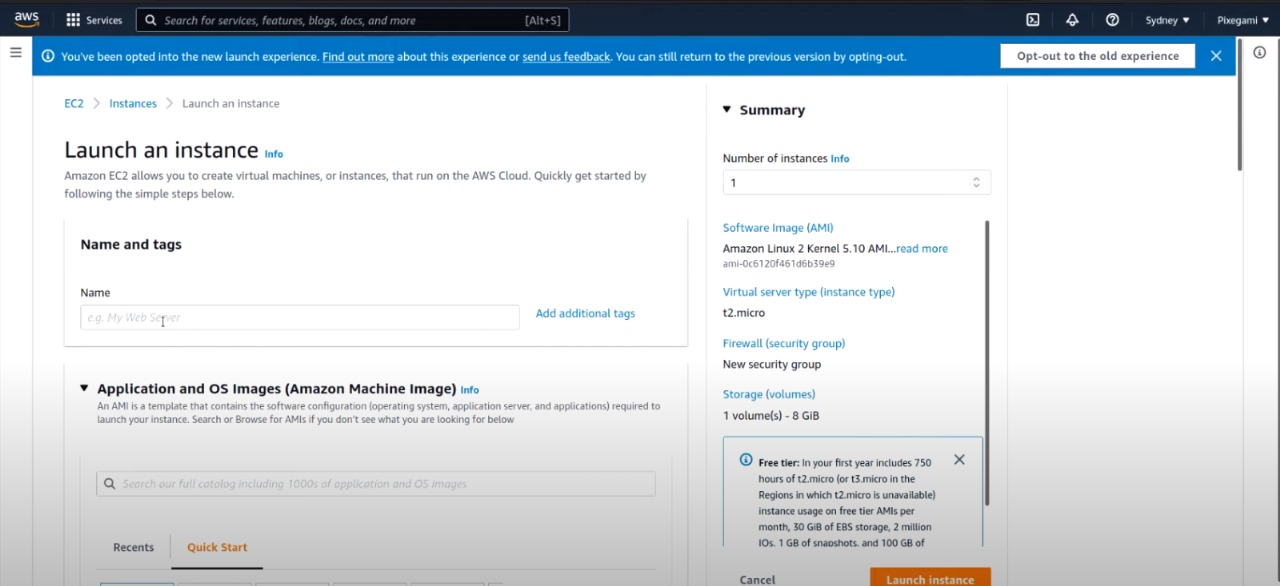 aws Services Search for services, features, blogs, docs, and more [Alt+S] Sydney Pixegami
You've been opted into the new launch experience. Find out more about this experience or send us feedback. You can still return to the previous version by opting-out. Opt-out to the old experience
EC2 > Instances > Launch an instance
Launch an instance Info
Amazon EC2 allows you to create virtual machines, or instances, that run on the AWS Cloud. Quickly get started by
following the simple steps below.
Name and tags
Name
e.g. My Web Server
Add additional tags
Application and OS Images (Amazon Machine Image) Info
An AMI is a template that contains the software configuration (operating system, application server, and applications) required to
launch your instance. Search or Browse for AMIs if you don't see what you are looking for below
Search our full catalog including 1000s of application and OS images
Recents
Quick Start
Summary
Number of instances Info
1
Software Image (AMI)
Amazon Linux 2 Kernel 5.10 AMI...read more
ami-0c6120f461d6b39e9
Virtual server type (instance type)
t2.micro
Firewall (security group)
New security group
Storage (volumes)
1 volume(s) - 8 GiB
Free tier: In your first year includes 750
hours of t2.micro (or t3.micro in the
Regions in which t2.micro is unavailable)
instance usage on free tier AMIs per
month, 30 GiB of EBS storage, 2 million
IOs, 1 GB of snapshots, and 100 GB of
Cancel
Launch instance